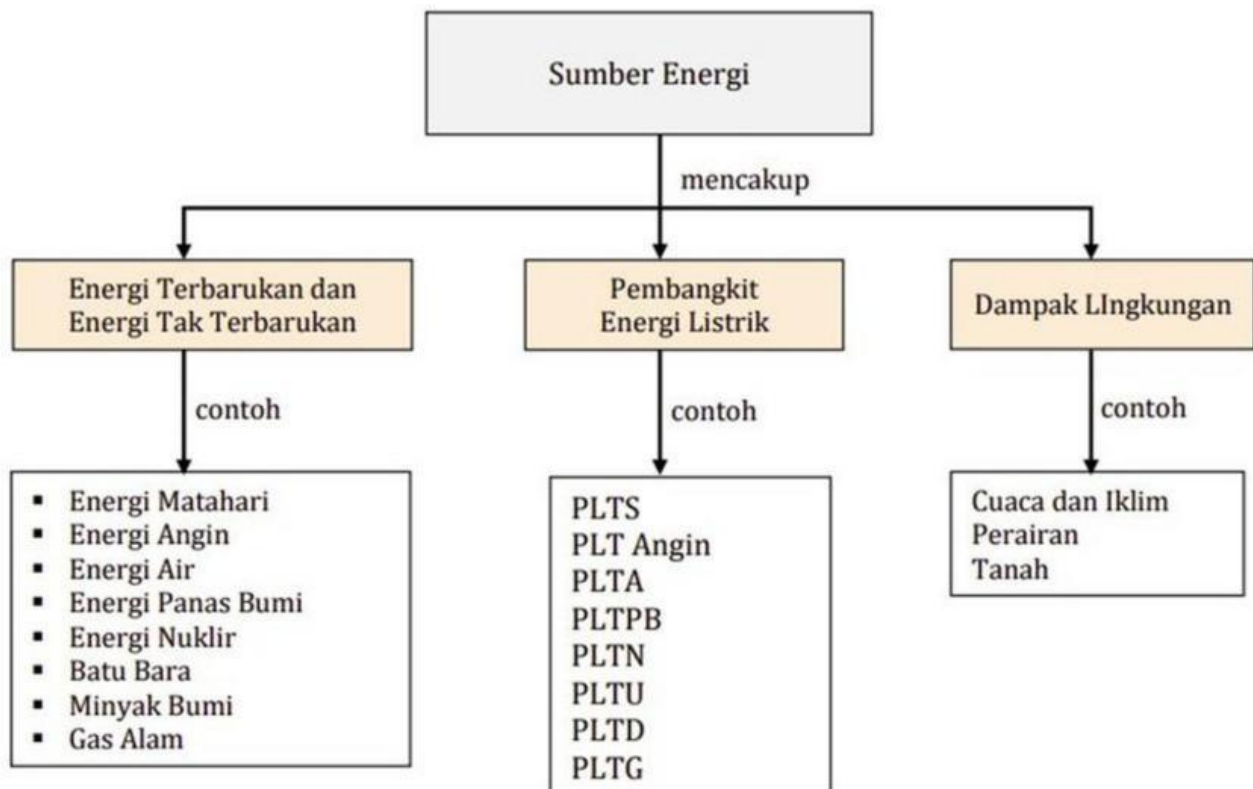 Sumber Energi
mencakup
Energi Terbarukan dan
Energi Tak Terbarukan
contoh
▪ Energi Matahari
▪ Energi Angin
▪ Energi Air
▪ Energi Panas Bumi
▪ Energi Nuklir
▪ Batu Bara
▪ Minyak Bumi
▪ Gas Alam
Pembangkit
Energi Listrik
contoh
PLTS
PLT Angin
PLTA
PLTPB
PLTN
PLTU
PLTD
PLTG
Dampak LIngkungan
contoh
Cuaca dan Iklim
Perairan
Tanah